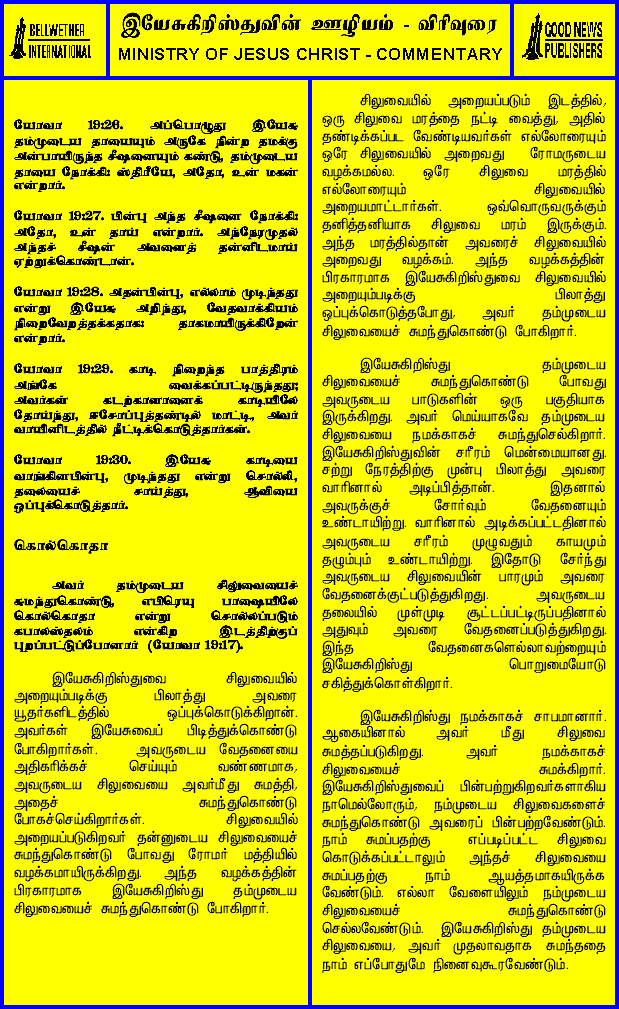 BELLWETHER
INTERNATIONAL
இயேசுகிறிஸ்துவின் ஊழியம் - விரிவுரை
MINISTRY OF JESUS CHRIST - COMMENTARY
GOOD NEWS
PUBLISHERS
யோவா 19:26. அப்பொழுது இயேசு
தம்முடைய தாயையும் அருகே நின்ற தமக்கு
அன்பாயிருந்த சீஷனையும் கண்டு, தம்முடைய
தாயை நோக்கி: ஸ்திரீயே, அதோ, உன் மகன்
என்றார்.
யோவா 19:27. பின்பு அந்த சீஷனை நோக்கி:
அதோ, உன் தாய் என்றார். அந்நேரமுதல்
அந்தச் சீஷன் அவளைத் தன்னிடமாய்
ஏற்றுக்கொண்டான்.
யோவா 19:28. அதன்பின்பு, எல்லாம் முடிந்தது
என்று இயேசு அறிந்து, வேதவாக்கியம்
நிறைவேறத்தக்கதாக: தாகமாயிருக்கிறேன்
என்றார்.
யோவா 19:29. காடி நிறைந்த பாத்திரம்
அங்கே வைக்கப்பட்டிருந்தது;
அவர்கள் கடற்காளானைக் காடியிலே
தோய்ந்து, ஈசோப்புத்தண்டில் மாட்டி, அவர்
வாயினிடத்தில் நீட்டிக்கொடுத்தார்கள்.
யோவா 19:30. இயேசு காடியை
வாங்கினபின்பு, முடிந்தது என்று சொல்லி,
தலையைச் சாய்த்து, ஆவியை
ஒப்புக்கொடுத்தார்.
கொல்கொதா
அவர் தம்முடைய சிலுவையைச்
சுமந்துகொண்டு, எபிரெயு பாஷையிலே
கொல்கொதா என்று சொல்லப்படும்
கபாலஸ்தலம் என்கிற இடத்திற்குப்
புறப்பட்டுப்போனார் (யோவா 19:17).
இயேசுகிறிஸ்துவை சிலுவையில்
அறையும்படிக்கு பிலாத்து அவரை
யூதர்களிடத்தில் ஒப்புக்கொடுக்கிறான்.
அவர்கள் இயேசுவைப் பிடித்துக்கொண்டு
போகிறார்கள். அவருடைய வேதனையை
அதிகரிக்கச் செய்யும் வண்ணமாக,
அவருடைய சிலுவையை அவர்மீது சுமத்தி,
அதைச் சுமந்துகொண்டு
போகச்செய்கிறார்கள். சிலுவையில்
அறையப்படுகிறவர் தன்னுடைய சிலுவையைச்
சுமந்துகொண்டு போவது ரோமர் மத்தியில்
வழக்கமாயிருக்கிறது. அந்த வழக்கத்தின்
பிரகாரமாக இயேசுகிறிஸ்து தம்முடைய
சிலுவையைச் சுமந்துகொண்டு போகிறார்.
சிலுவையில் அறையப்படும் இடத்தில்,
ஒரு சிலுவை மரத்தை நட்டி வைத்து, அதில்
தண்டிக்கப்பட வேண்டியவர்கள் எல்லோரையும்
ஒரே சிலுவையில் அறைவது ரோமருடைய
வழக்கமல்ல. ஒரே சிலுவை மரத்தில்
எல்லோரையும் சிலுவையில்
அறையமாட்டார்கள். ஒவ்வொருவருக்கும்
தனித்தனியாக சிலுவை மரம் இருக்கும்.
அந்த மரத்தில்தான் அவரைச் சிலுவையில்
அறைவது வழக்கம். அந்த வழக்கத்தின்
பிரகாரமாக இயேசுகிறிஸ்துவை சிலுவையில்
அறையும்படிக்கு பிலாத்து
ஒப்புக்கொடுத்தபோது, அவர் தம்முடைய
சிலுவையைச் சுமந்துகொண்டு போகிறார்.
இயேசுகிறிஸ்து தம்முடைய
சிலுவையைச் சுமந்துகொண்டு போவது
அவருடைய பாடுகளின் ஒரு பகுதியாக
இருக்கிறது. அவர் மெய்யாகவே தம்முடைய
சிலுவையை நமக்காகச் சுமந்துசெல்கிறார்.
இயேசுகிறிஸ்துவின் சரீரம் மென்மையானது.
சற்று நேரத்திற்கு முன்பு பிலாத்து அவரை
வாரினால் அடிப்பித்தான். இதனால்
அவருக்குச் சோர்வும் வேதனையும்
உண்டாயிற்று. வாரினால் அடிக்கப்பட்டதினால்
அவருடைய சரீரம் முழுவதும் காயமும்
தழும்பும் உண்டாயிற்று. இதோடு சேர்ந்து
அவருடைய சிலுவையின் பாரமும் அவரை
வேதனைக்குட்படுத்துகிறது. அவருடைய
தலையில் முள்முடி சூட்டப்பட்டிருப்பதினால்
அதுவும் அவரை வேதனைப்படுத்துகிறது.
இந்த வேதனைகளெல்லாவற்றையும்
இயேசுகிறிஸ்து பொறுமையோடு
சகித்துக்கொள்கிறார்.
இயேசுகிறிஸ்து நமக்காகச் சாபமானார்.
ஆகையினால் அவர் மீது சிலுவை
சுமத்தப்படுகிறது. அவர் நமக்காகச்
சிலுவையைச் சுமக்கிறார்.
இயேசுகிறிஸ்துவைப் பின்பற்றுகிறவர்களாகிய
நாமெல்லோரும், நம்முடைய சிலுவைகளைச்
சுமந்துகொண்டு அவரைப் பின்பற்றவேண்டும்.
நாம் சுமப்பதற்கு எப்படிப்பட்ட சிலுவை
கொடுக்கப்பட்டாலும் அந்தச் சிலுவையை
சுமப்பதற்கு நாம் ஆயத்தமாகயிருக்க
வேண்டும். எல்லா வேளையிலும் நம்முடைய
சிலுவையைச் சுமந்துகொண்டு
செல்லவேண்டும். இயேசுகிறிஸ்து தம்முடைய
சிலுவையை, அவர் முதலாவதாக சுமந்ததை
நாம் எப்போதுமே நினைவுகூரவேண்டும்.